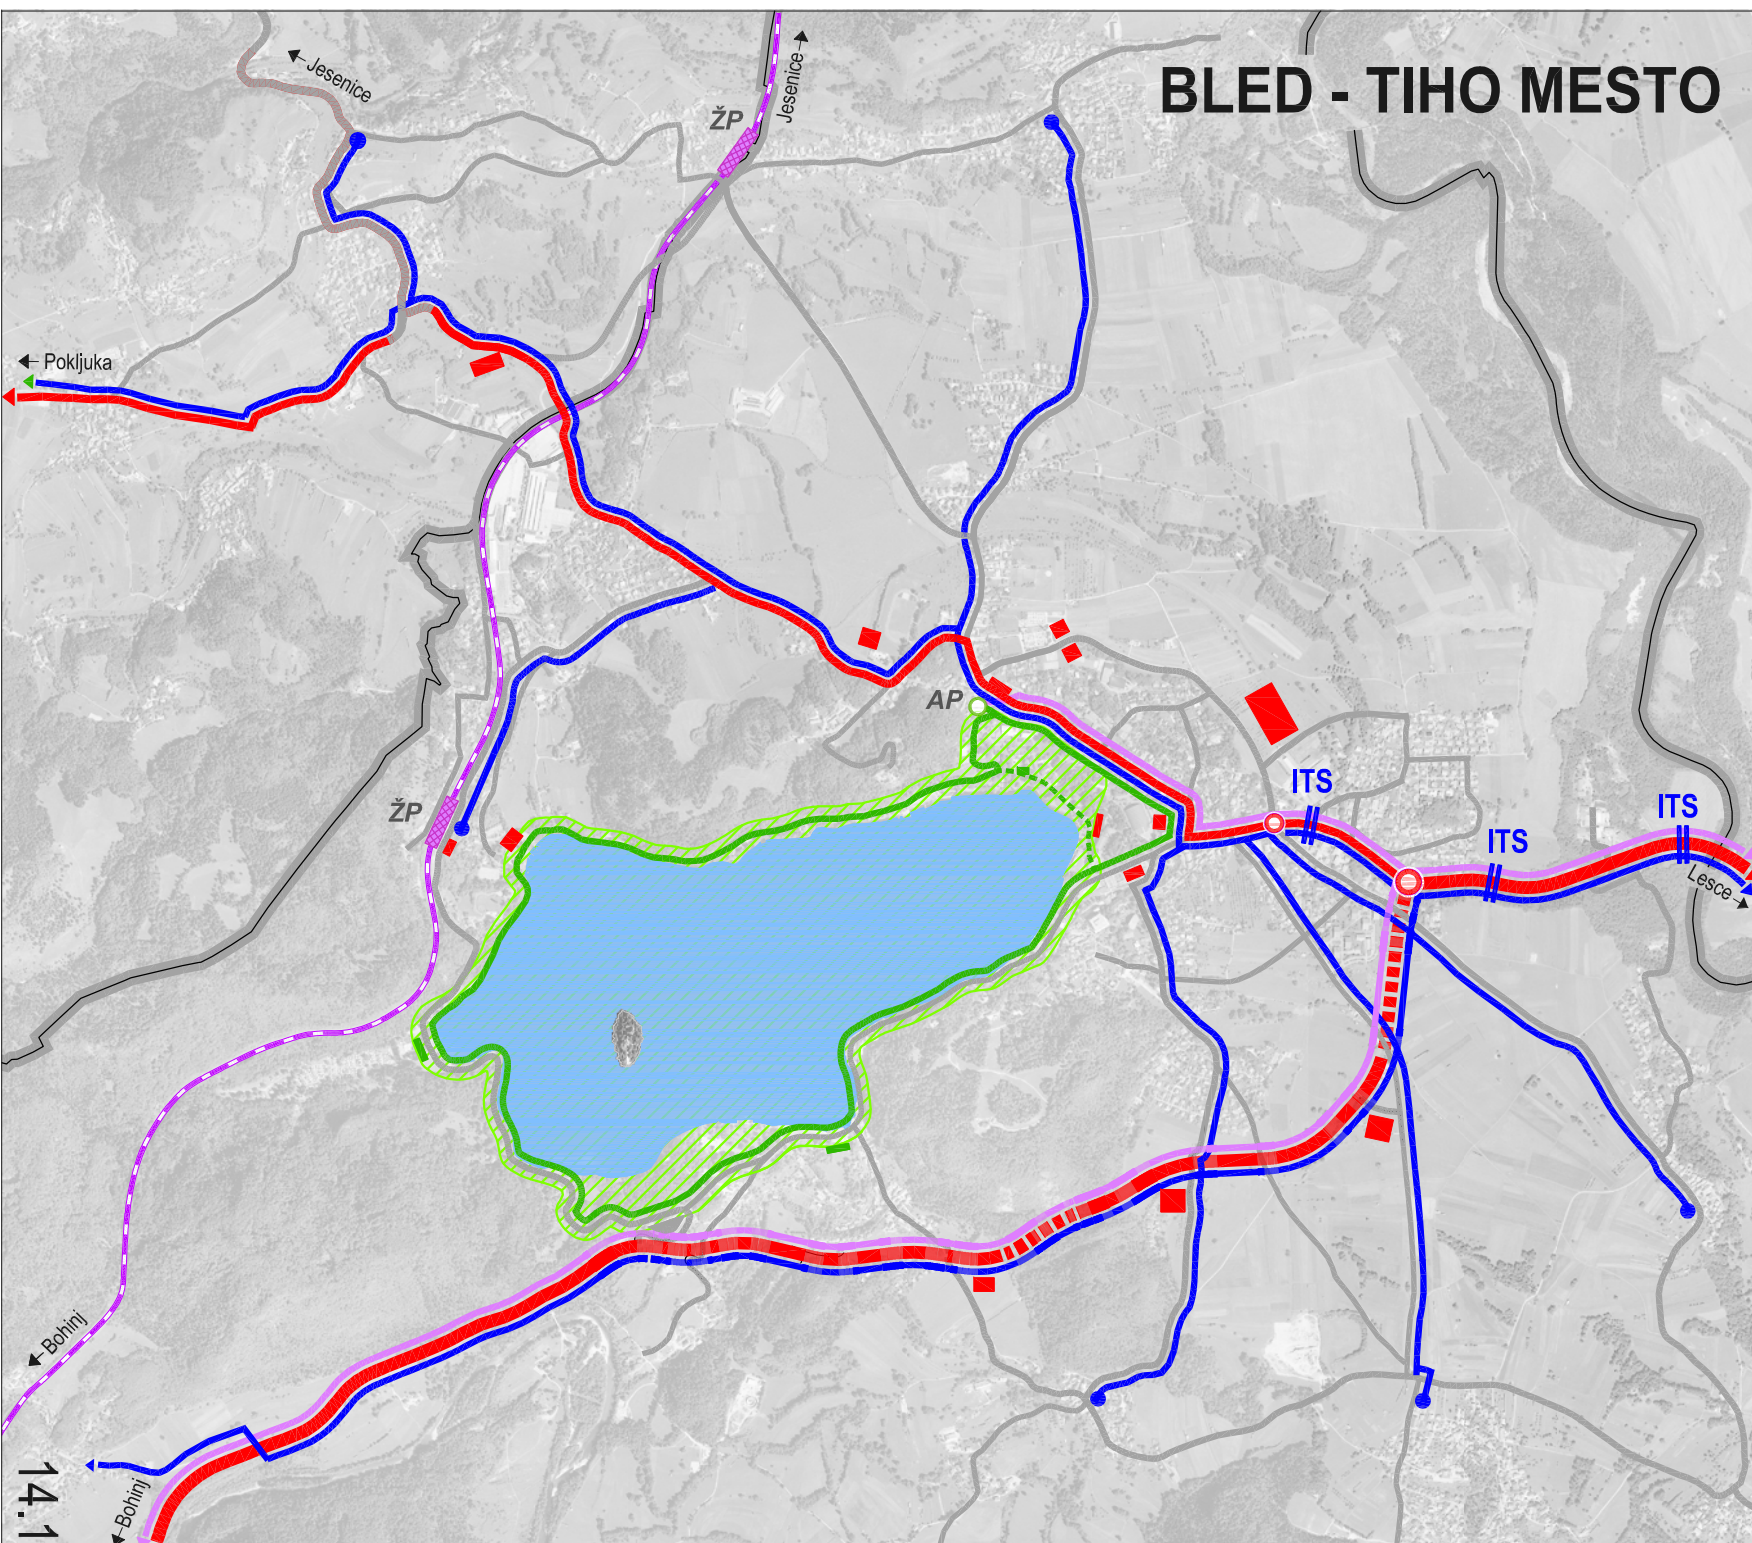 BLED - TIHO MESTO
← Jesenice
Jesenice →
ŽP
← Pokljuka
AP
ITS
ITS
ITS
ŽP
Lesce →
← Bohinj
← Bohinj
14.1